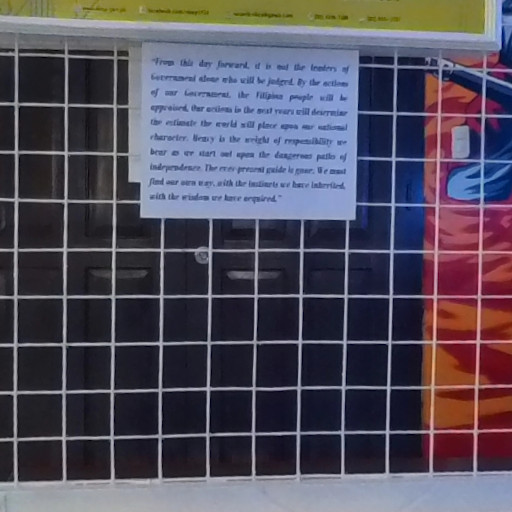 "From this day forward, it is not the leaders of
Government alone who will be judged. By the actions
of our Government, the Filipino people will be
appraised. Our actions in the next years will determine
the estimate the world will place upon our national
character. Heavy is the weight of responsibility we
bear as we start out upon the dangerous paths of
independence. The ever-present guide is gone. We must
find our own way, with the instincts we have inherited,
with the wisdom we have acquired."